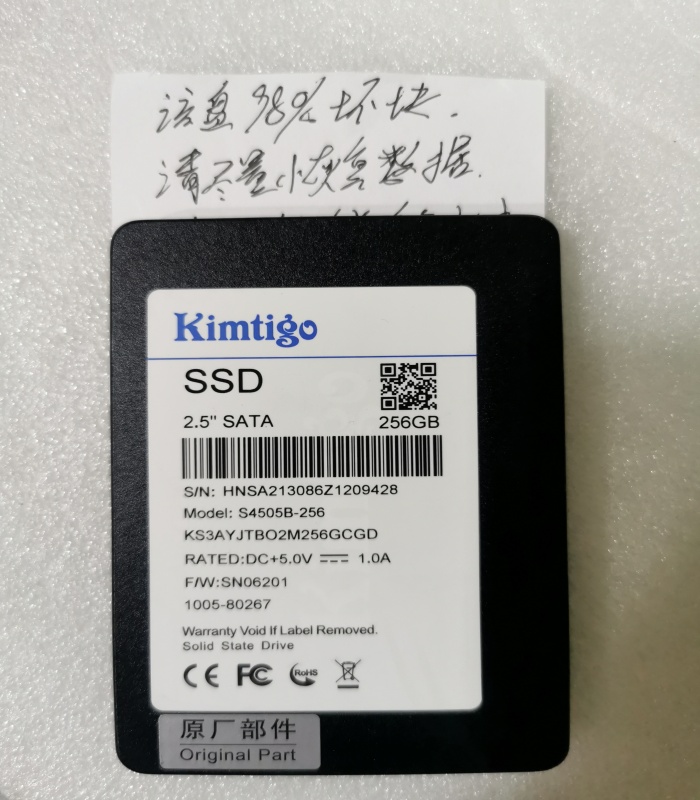 该盘98%坏块.
请尽量小恢复数据.
Kimtigo
SSD
2.5" SATA 256GB
S/N: HNSA213086Z1209428
Model: S4505B-256
KS3AYJTBO2M256GCGD
RATED:DC+5.0V 1.0A
F/W:SN06201
1005-80267
Warranty Void If Label Removed.
Solid State Drive
CE FC RoHS
原厂部件
Original Part